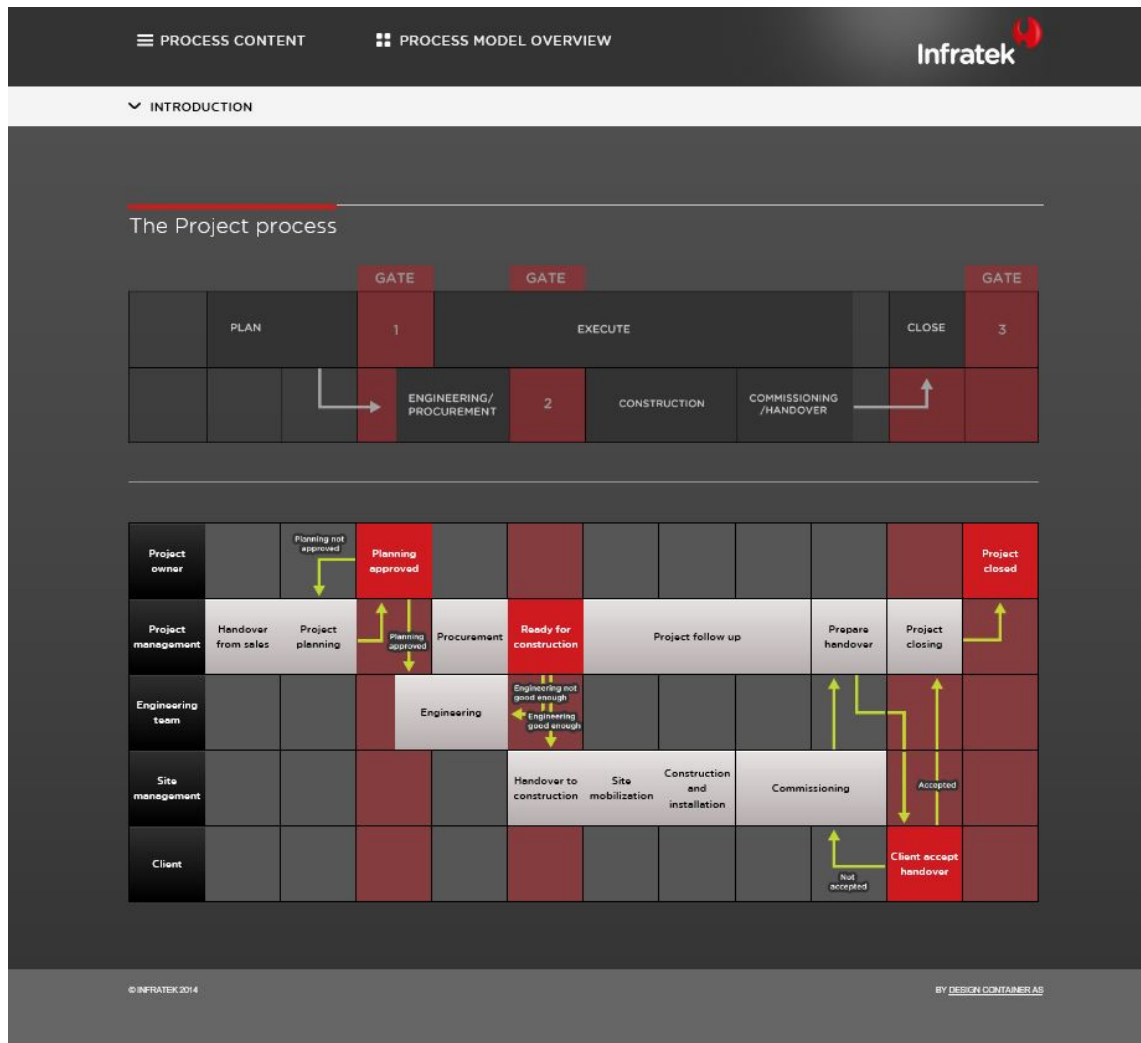 PROCESS CONTENT
PROCESS MODEL OVERVIEW
Infratek
INTRODUCTION
The Project process
GATE
GATE
GATE
PLAN
1
EXECUTE
CLOSE
3
ENGINEERING/
PROCUREMENT
2
CONSTRUCTION
COMMISSIONING
/HANDOVER
Project
owner
Planning not
approved
Planning
approved
Project
closed
Project
management
Handover
from sales
Project
planning
Planning
approved
Procurement
Ready for
construction
Project follow up
Prepare
handover
Project
closing
Engineering
team
Engineering
Engineering not
good enough
Engineering
good enough
Site
management
Handover to
construction
Site
mobilization
Construction
and
installation
Commissioning
Accepted
Client
Not
accepted
Client accept
handover
© INFRATEK 2014
BY DESIGN CONTAINER AS